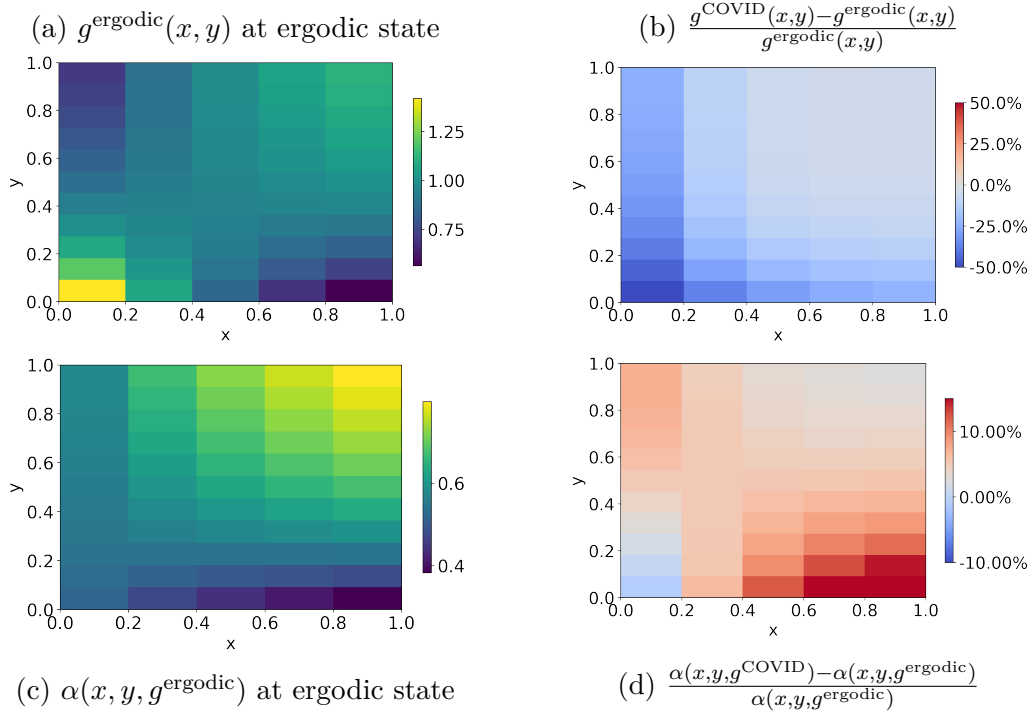 (a) g^ergodic(x, y) at ergodic state
(b) (g^COVID(x,y)−g^ergodic(x,y)) / g^ergodic(x,y)
1.0
0.8
0.6
0.4
0.2
0.0
y
0.0 0.2 0.4 0.6 0.8 1.0
x
1.25
1.00
0.75
1.0
0.8
0.6
0.4
0.2
0.0
y
0.0 0.2 0.4 0.6 0.8 1.0
x
50.0%
25.0%
0.0%
-25.0%
-50.0%
1.0
0.8
0.6
0.4
0.2
0.0
y
0.0 0.2 0.4 0.6 0.8 1.0
x
0.6
0.4
1.0
0.8
0.6
0.4
0.2
0.0
y
0.0 0.2 0.4 0.6 0.8 1.0
x
10.00%
0.00%
-10.00%
(c) α(x, y, g^ergodic) at ergodic state
(d) (α(x,y,g^COVID)−α(x,y,g^ergodic)) / α(x,y,g^ergodic)